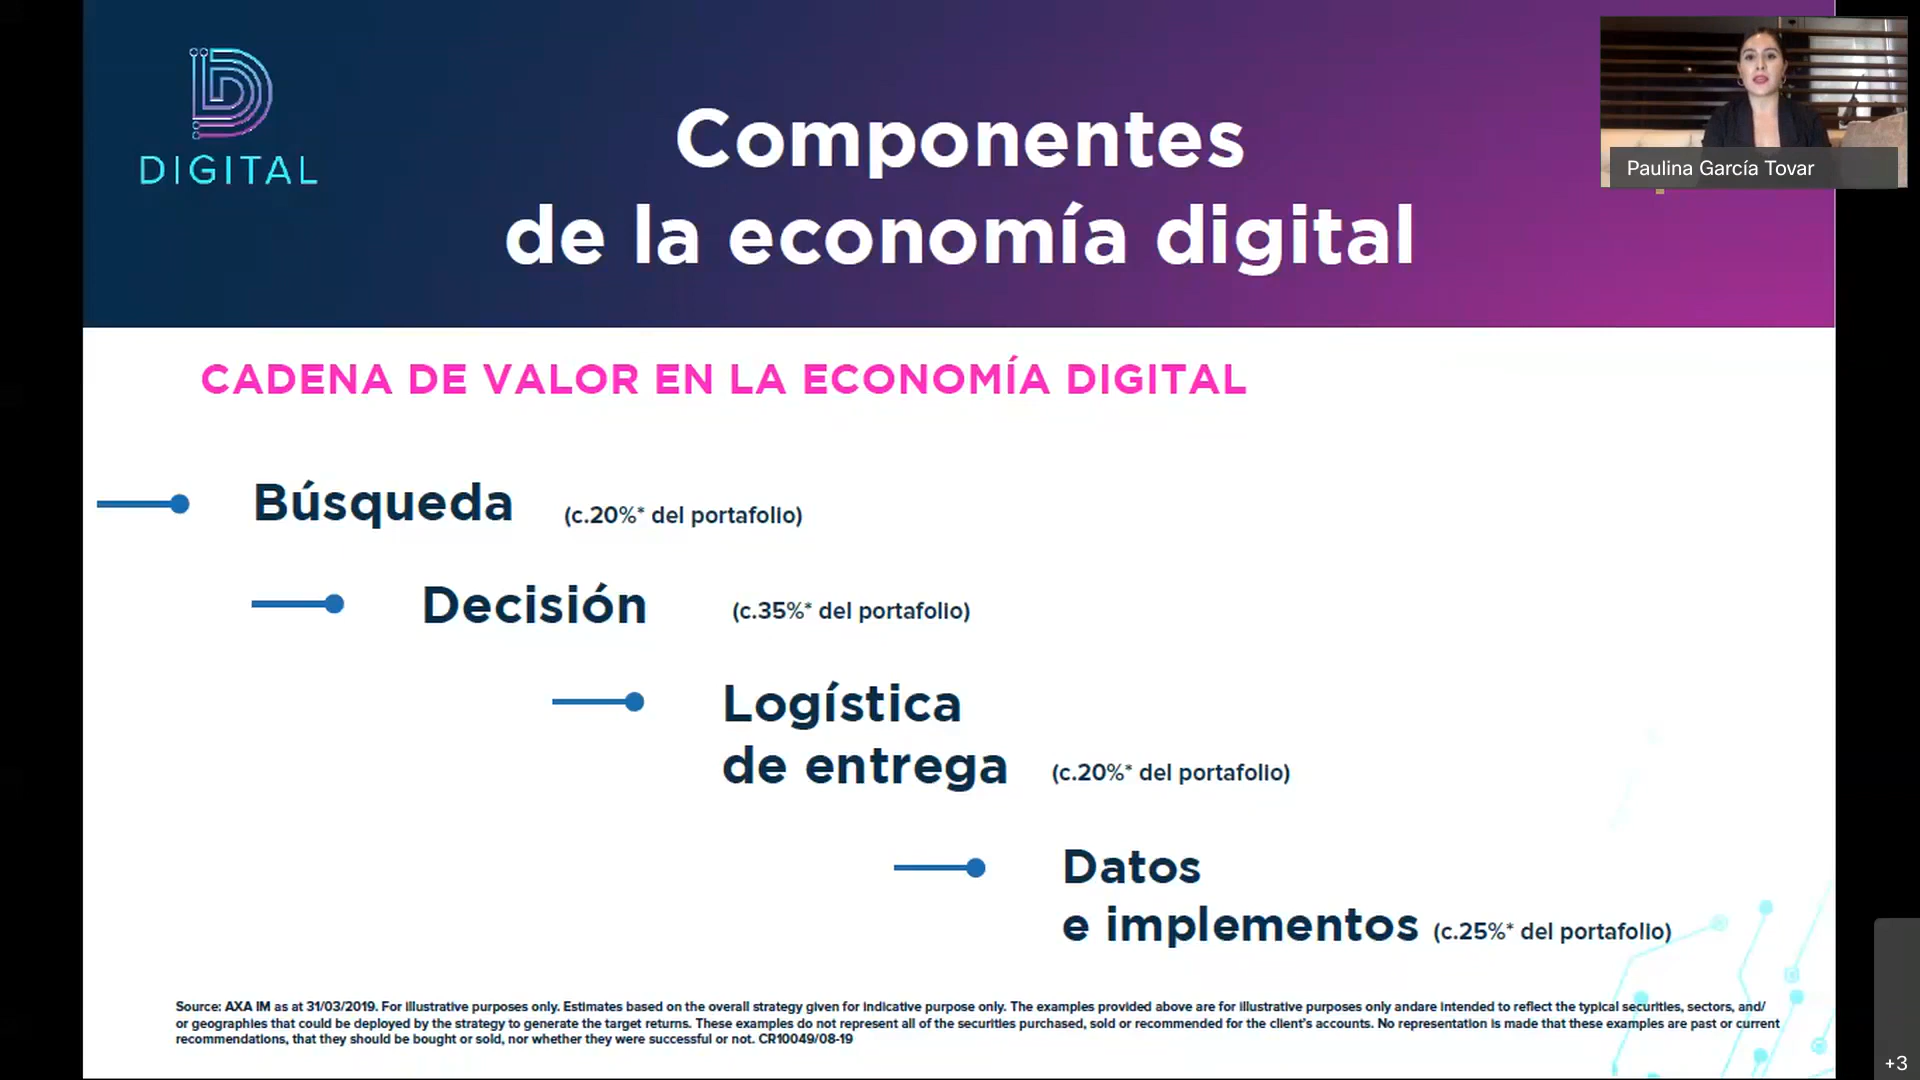 DIGITAL
Componentes
de la economía digital
Paulina García Tovar
CADENA DE VALOR EN LA ECONOMÍA DIGITAL
Búsqueda (c.20%* del portafolio)
Decisión (c.35%* del portafolio)
Logística
de entrega (c.20%* del portafolio)
Datos
e implementos (c.25%* del portafolio)
Source: AXA IM as at 31/03/2019. For illustrative purposes only. Estimates based on the overall strategy given for indicative purpose only. The examples provided above are for illustrative purposes only andare intended to reflect the typical securities, sectors, and/
or geographies that could be deployed by the strategy to generate the target returns. These examples do not represent all of the securities purchased, sold or recommended for the client's accounts. No representation is made that these examples are past or current
recommendations, that they should be bought or sold, nor whether they were successful or not. CR10049/08-19
+3